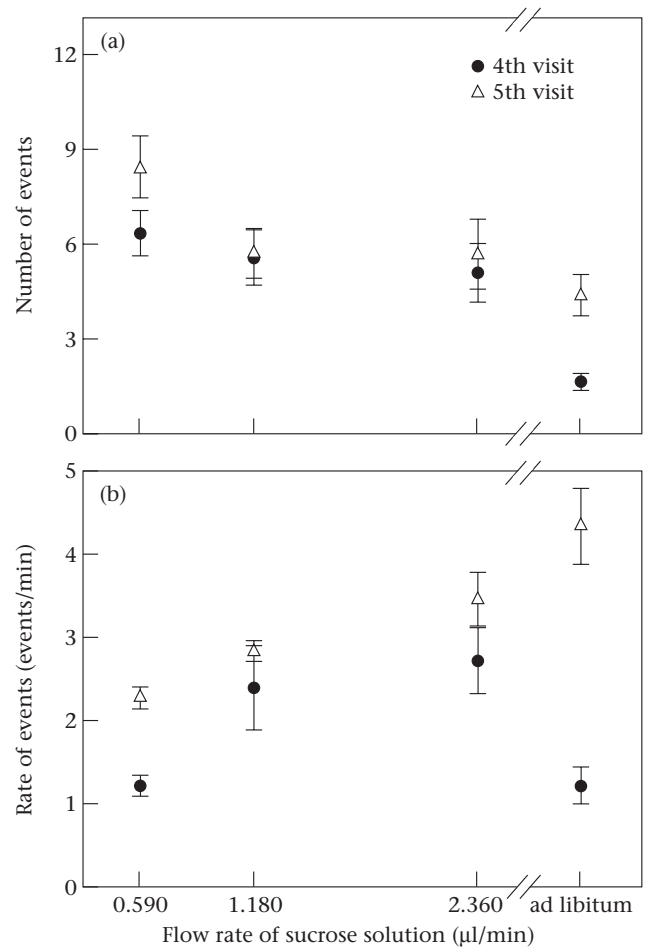 (a)
4th visit
5th visit
12
9
6
3
0
Number of events
(b)
5
4
3
2
1
0
Rate of events (events/min)
0.590 1.180 2.360 ad libitum
Flow rate of sucrose solution (µl/min)